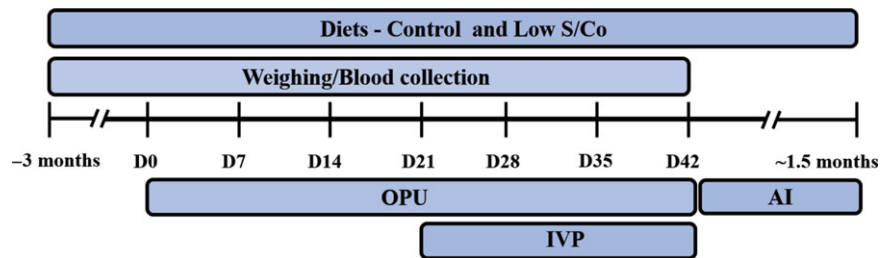 Diets - Control and Low S/Co
Weighing/Blood collection
–3 months D0 D7 D14 D21 D28 D35 D42 ~1.5 months
OPU AI
IVP